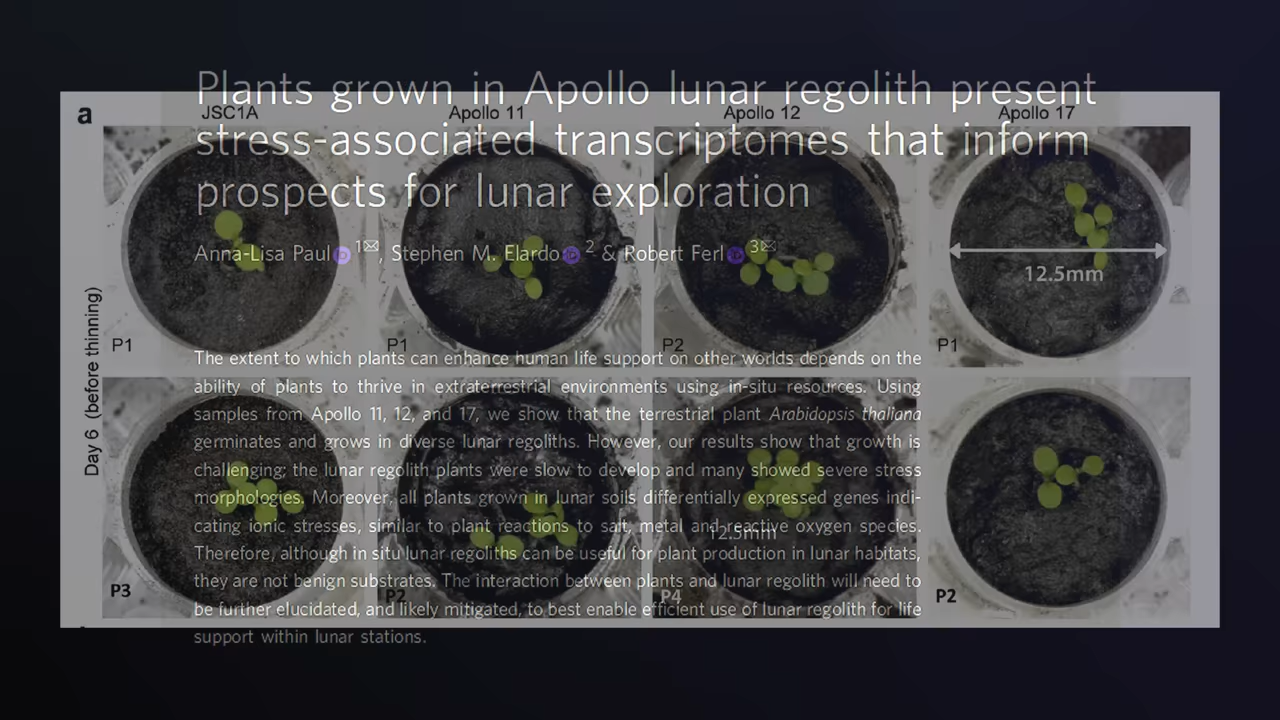 Plants grown in Apollo lunar regolith present
stress-associated transcriptomes that inform
prospects for lunar exploration
Anna-Lisa Paul 1✉, Stephen M. Elardo 2 & Robert Ferl 3✉
The extent to which plants can enhance human life support on other worlds depends on the
ability of plants to thrive in extraterrestrial environments using in-situ resources. Using
samples from Apollo 11, 12, and 17, we show that the terrestrial plant Arabidopsis thaliana
germinates and grows in diverse lunar regoliths. However, our results show that growth is
challenging; the lunar regolith plants were slow to develop and many showed severe stress
morphologies. Moreover, all plants grown in lunar soils differentially expressed genes indi-
cating ionic stresses, similar to plant reactions to salt, metal and reactive oxygen species.
Therefore, although in situ lunar regoliths can be useful for plant production in lunar habitats,
they are not benign substrates. The interaction between plants and lunar regolith will need to
be further elucidated, and likely mitigated, to best enable efficient use of lunar regolith for life
support within lunar stations.
a
JSC1A
Apollo 11
Apollo 12
Apollo 17
Day 6 (before thinning)
P1
P1
P2
P1
12.5mm
P3
P2
P4
P2
12.5mm